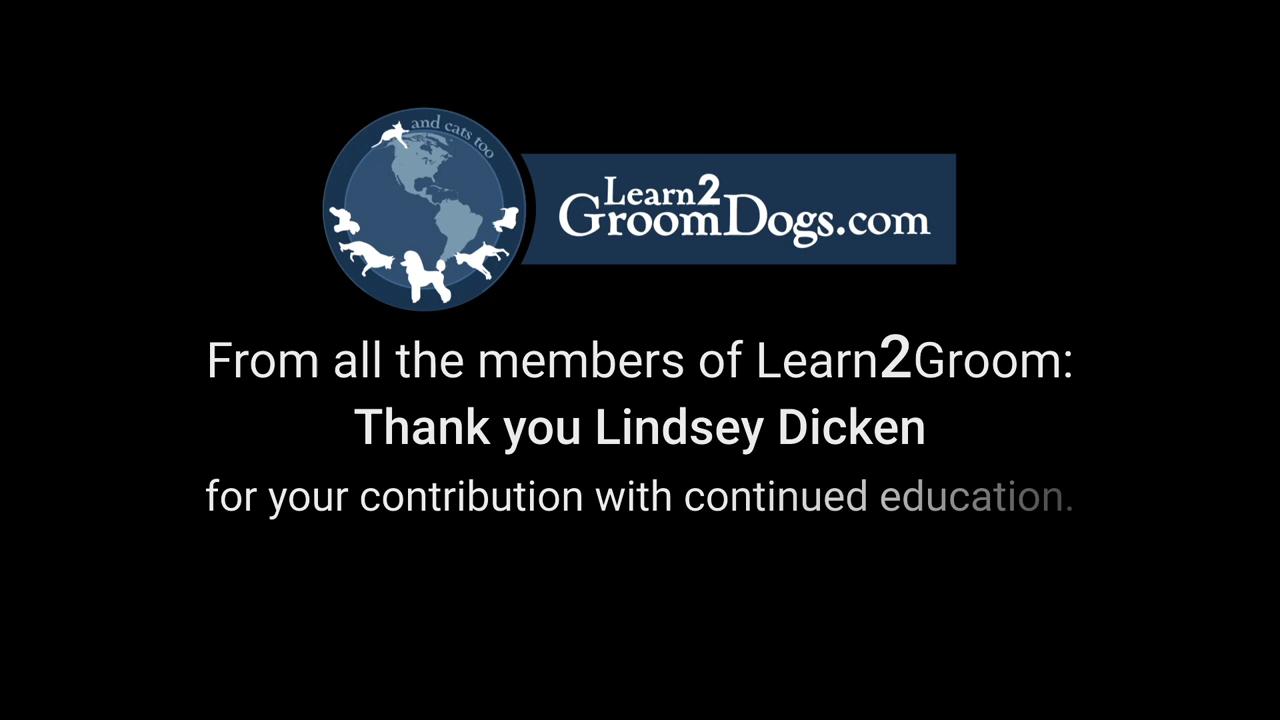 and cats too
Learn2
GroomDogs.com
From all the members of Learn2Groom:
Thank you Lindsey Dicken
for your contribution with continued education.